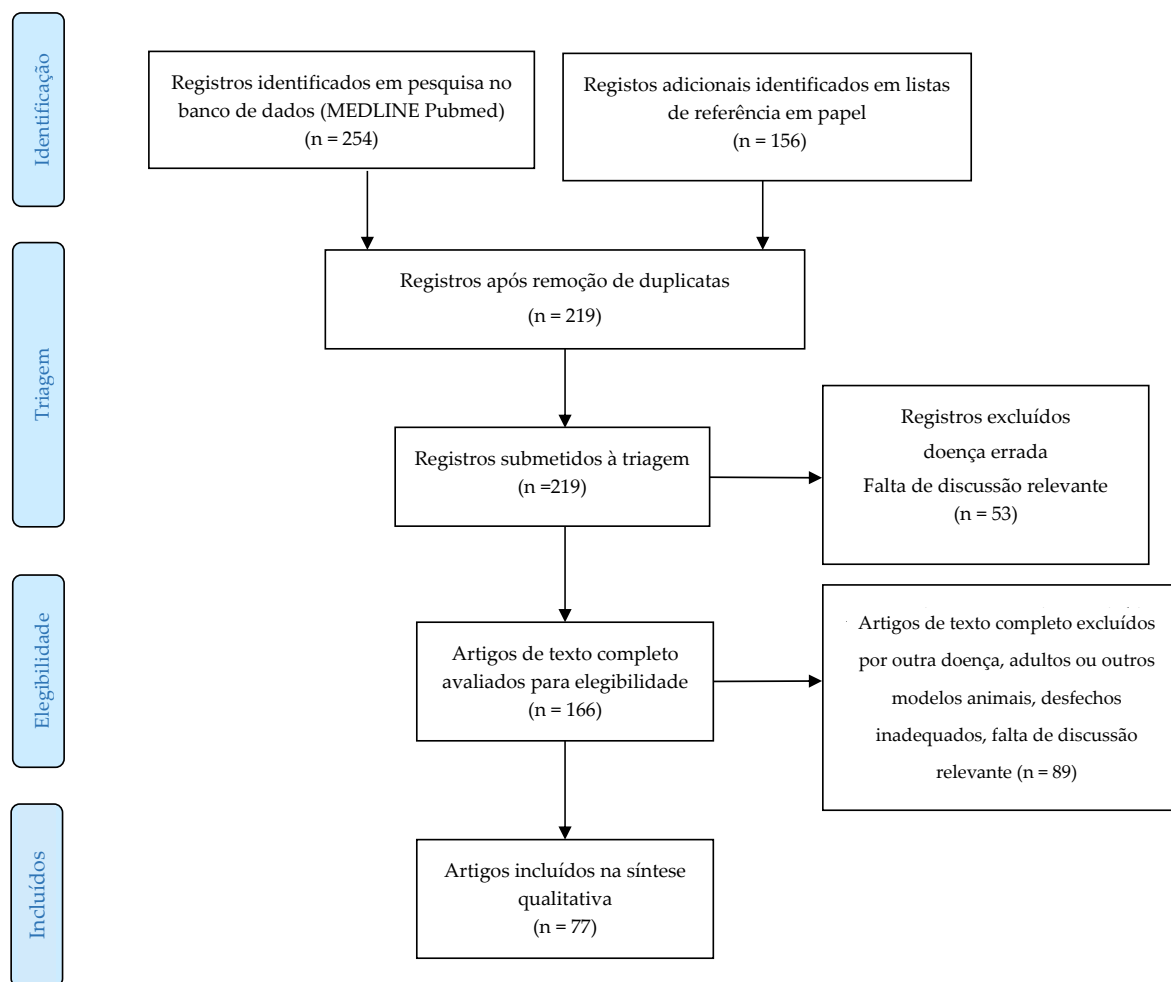 Identificação
Registros identificados em pesquisa no
banco de dados (MEDLINE Pubmed)
(n = 254)
Registos adicionais identificados em listas
de referência em papel
(n = 156)
Triagem
Registros após remoção de duplicatas
(n = 219)
Registros submetidos à triagem
(n =219)
Registros excluídos
doença errada
Falta de discussão relevante
(n = 53)
Elegibilidade
Artigos de texto completo
avaliados para elegibilidade
(n = 166)
Artigos de texto completo excluídos
por outra doença, adultos ou outros
modelos animais, desfechos
inadequados, falta de discussão
relevante (n = 89)
Incluídos
Artigos incluídos na síntese
qualitativa
(n = 77)